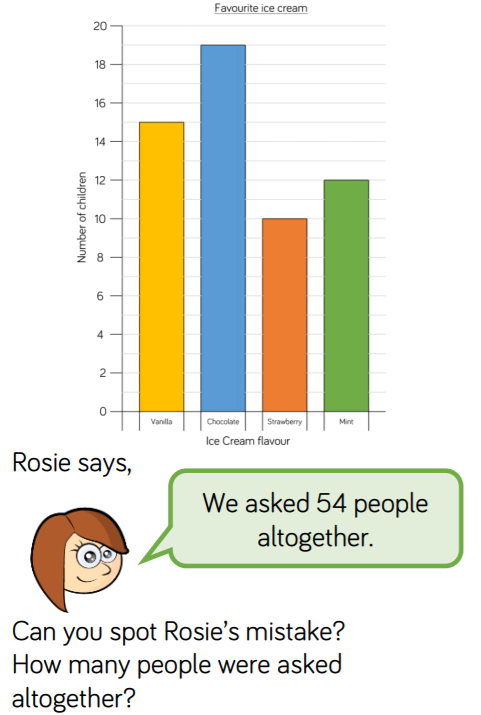 Favourite ice cream
20
18
16
14
12
10
8
6
4
2
0
Number of children
Vanilla Chocolate Strawberry Mint
Ice Cream flavour
Rosie says,
We asked 54 people
altogether.
Can you spot Rosie's mistake?
How many people were asked
altogether?